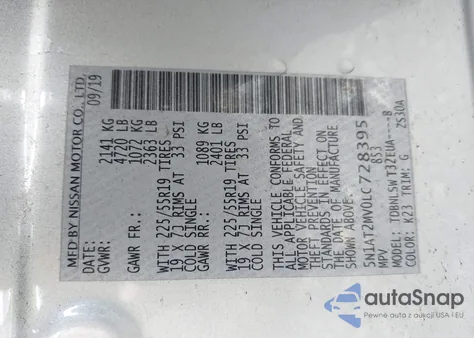 MFD BY NISSAN MOTOR CO., LTD.
DATE: 09/19
GVWR: 2141 KG
4720 LB
GAWR FR.: 1072 KG
2363 LB
WITH 225/55R19 TIRES
19 X 7J RIMS AT 33 PSI
COLD SINGLE
GAWR RR.: 1089 KG
2401 LB
WITH 225/55R19 TIRES
19 X 7J RIMS AT 33 PSI
COLD SINGLE
THIS VEHICLE CONFORMS TO
ALL APPLICABLE FEDERAL
MOTOR VEHICLE SAFETY AND
THEFT PREVENTION
STANDARDS IN EFFECT ON
THE DATE OF MANUFACTURE
SHOWN ABOVE.
5N1AT2MV0LC728395
MPV 853
MODEL:
COLOR: K23 TRIM: G 2S30A
autoSnap
Pewne auta z aukcji USA i EU